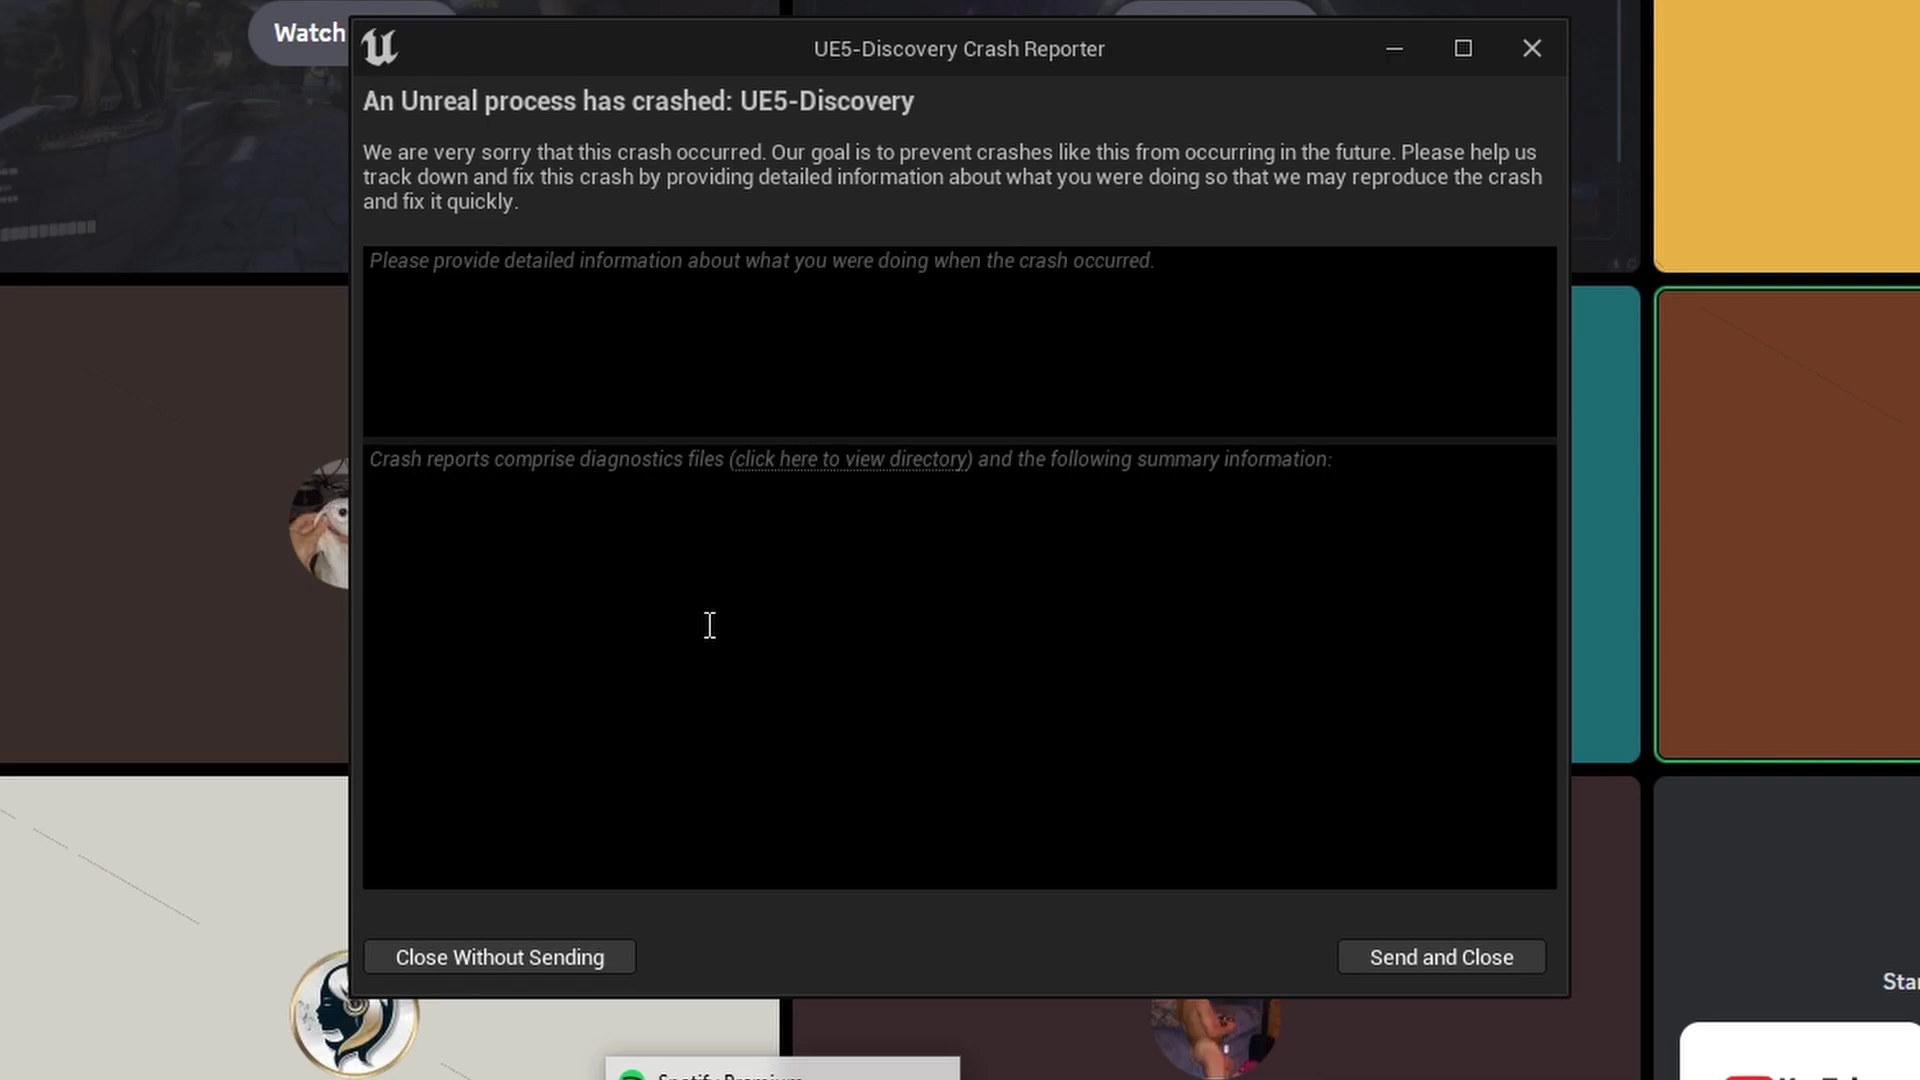 Watch
UE5-Discovery Crash Reporter
An Unreal process has crashed: UE5-Discovery
We are very sorry that this crash occurred. Our goal is to prevent crashes like this from occurring in the future. Please help us
track down and fix this crash by providing detailed information about what you were doing so that we may reproduce the crash
and fix it quickly.
Please provide detailed information about what you were doing when the crash occurred.
Crash reports comprise diagnostics files (click here to view directory) and the following summary information:
Close Without Sending
Send and Close
Star
Spotify Premium